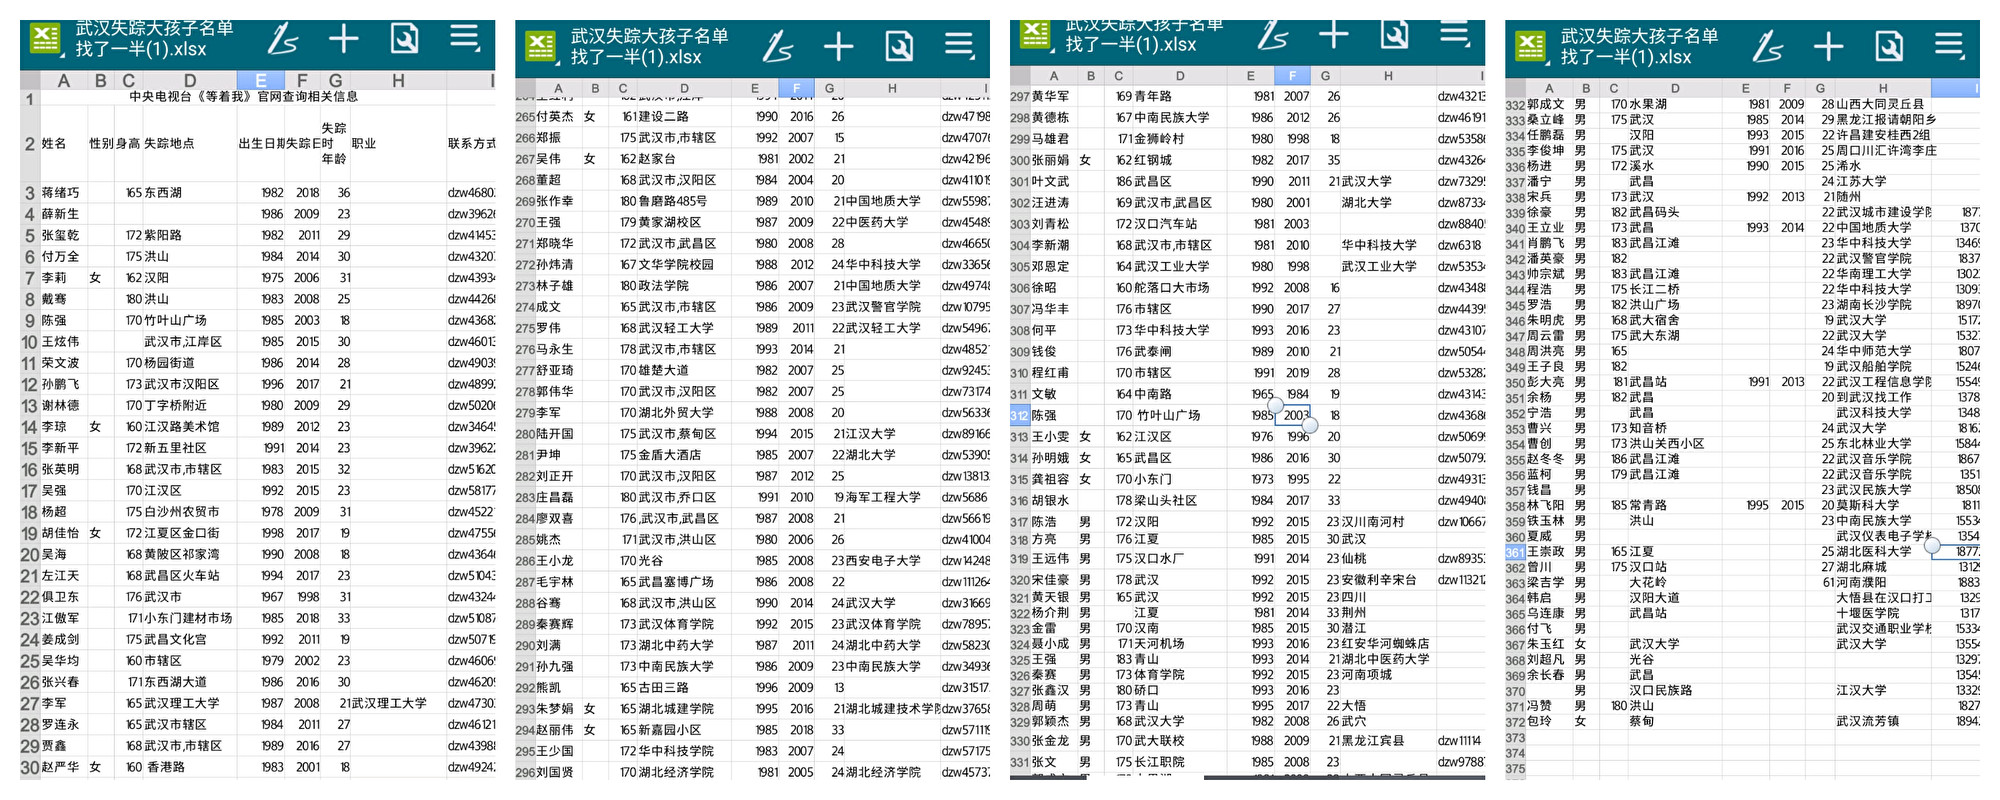 武汉失踪大孩子名单
找了一半(1).xlsx
A B C D E F G H I
1 中央电视台《等着我》官网查询相关信息
2 姓名 性别 身高 失踪地点 出生日期 失踪日 失踪时年龄 职业 联系方式
3 蒋绪巧 165 东西湖 1982 2018 36 dzw4680
4 薛新生 1986 2009 23 dzw39626
5 张玺乾 172 紫阳路 1982 2011 29 dzw41453
6 付万全 175 洪山 1984 2014 30 dzw4320
7 李莉 女 162 汉阳 1975 2006 31 dzw43934
8 戴骞 180 洪山 1983 2008 25 dzw44268
9 陈强 170 竹叶山广场 1985 2003 18 dzw4368
10 王炫伟 武汉市,江岸区 1985 2015 30 dzw46013
11 荣文波 170 杨园街道 1986 2014 28 dzw4903
12 孙鹏飞 173 武汉市汉阳区 1996 2017 21 dzw4899
13 谢林德 170 丁字桥附近 1980 2009 29 dzw50206
14 李琼 女 160 江汉路美术馆 1989 2012 23 dzw34645
15 李新平 172 新五里社区 1991 2014 23 dzw3962
16 张英明 168 武汉市,市辖区 1983 2015 32 dzw51620
17 吴强 170 江汉区 1992 2015 23 dzw58177
18 杨超 175 白沙州农贸市 1978 2009 31 dzw4522
19 胡佳怡 女 172 江夏区金口街 1998 2017 19 dzw4755
20 吴海 168 黄陂区祁家湾 1990 2008 18 dzw4364
21 左江天 168 武昌区火车站 1994 2017 23 dzw51043
22 俱卫东 176 武汉市 1967 1998 31 dzw43244
23 江傲军 171 小东门建材市场 1985 2018 33 dzw51087
24 姜成剑 175 武昌文化宫 1992 2011 19 dzw50719
25 吴华均 160 市辖区 1979 2002 23 dzw4606
26 张兴春 171 东西湖大道 1986 2016 30 dzw46209
27 李军 165 武汉理工大学 1987 2008 21 武汉理工大学 dzw4730
28 罗连永 165 武汉市辖区 1984 2011 27 dzw46121
29 贾鑫 168 武汉市,市辖区 1989 2016 27 dzw4398
30 赵严华 女 160 香港路 1983 2001 18 dzw4924
武汉失踪大孩子名单
找了一半(1).xlsx
A B C D E F G H I
265 付英杰 女 161 建设二路 1990 2016 26 dzw47198
266 郑振 175 武汉市,市辖区 1992 2007 15 dzw47076
267 吴伟 女 162 赵家台 1981 2002 21 dzw42196
268 董超 168 武汉市,汉阳区 1984 2004 20 dzw41101
269 张作幸 180 鲁磨路485号 1989 2010 21 中国地质大学 dzw55987
270 王强 179 黄家湖校区 1987 2009 22 中医药大学 dzw45489
271 郑晓华 172 武汉市,武昌区 1980 2008 28 dzw46650
272 孙炜清 167 文华学院校园 1988 2012 24 华中科技大学 dzw33656
273 林子雄 180 政法学院 1986 2007 21 中国地质大学 dzw49748
274 成文 165 武汉市,市辖区 1986 2009 23 武汉警官学院 dzw10795
275 罗伟 168 武汉轻工大学 1989 2011 22 武汉轻工大学 dzw54967
276 马永生 178 武汉市,市辖区 1993 2014 21 dzw48521
277 舒亚琦 170 雄楚大道 1982 2007 25 dzw92453
278 郭伟华 170 武汉市,汉阳区 1982 2007 25 dzw73174
279 李军 170 湖北外贸大学 1988 2008 20 dzw56336
280 陆开国 175 武汉市,蔡甸区 1994 2015 21 江汉大学 dzw89166
281 尹坤 175 金盾大酒店 1985 2007 22 湖北大学 dzw53905
282 刘正开 170 武汉市,汉阳区 1987 2012 25 dzw13813
283 庄昌磊 180 武汉市,乔口区 1991 2010 19 海军工程大学 dzw5686
284 廖双喜 176 ,武汉市,武昌区 1987 2008 21 dzw56619
285 姚杰 171 武汉市,洪山区 1980 2006 26 dzw41004
286 王小龙 170 光谷 1985 2008 23 西安电子大学 dzw14248
287 毛宇林 165 武昌塞博广场 1986 2008 22 dzw111264
288 谷骞 168 武汉市,洪山区 1990 2014 24 武汉大学 dzw31669
289 秦赛辉 173 武汉体育学院 1992 2015 23 武汉体育学院 dzw78957
290 刘满 173 湖北中药大学 1987 2011 24 湖北中药大学 dzw58230
291 孙九强 173 中南民族大学 1986 2009 23 中南民族大学 dzw34936
292 熊凯 165 古田三路 1996 2009 13 dzw31517
293 朱梦娟 女 165 湖北城建学院 1995 2016 21 湖北城建技术学院 dzw37658
294 赵丽伟 女 165 新嘉园小区 1985 2018 33 dzw57111
295 王少国 172 华中科技学院 1983 2007 24 dzw57175
296 刘国贤 170 湖北经济学院 1981 2005 24 湖北经济学院 dzw45737
武汉失踪大孩子名单
找了一半(1).xlsx
A B C D E F G H I
297 黄华军 169 青年路 1981 2007 26 dzw43213
298 黄德栋 167 中南民族大学 1986 2012 26 dzw46191
299 马雄君 171 金狮岭村 1980 1998 18 dzw53586
300 张丽娟 女 162 红钢城 1982 2017 35 dzw43264
301 叶文武 186 武昌区 1990 2011 21 武汉大学 dzw73295
302 汪进涛 169 武汉市,武昌区 1980 2001 湖北大学 dzw87334
303 刘青松 172 汉口汽车站 1981 2003 dzw88405
304 李新潮 168 武汉市,市辖区 1981 2010 华中科技大学 dzw6318
305 邓恩定 164 武汉工业大学 1980 1998 武汉工业大学 dzw53534
306 徐昭 160 舵落口大市场 1992 2008 16 dzw43488
307 冯华丰 176 市辖区 1990 2017 27 dzw44395
308 何平 173 华中科技大学 1993 2016 23 dzw43107
309 钱俊 176 武泰闸 1989 2010 21 dzw50544
310 程红甫 170 市辖区 1991 2019 28 dzw53282
311 文敏 164 中南路 1965 1984 19 dzw43143
312 陈强 170 竹叶山广场 1985 2003 18 dzw43686
313 王小雯 女 162 江汉区 1976 1996 20 dzw50695
314 孙明娥 女 165 武昌区 1986 2016 30 dzw50792
315 龚祖容 女 170 小东门 1973 1995 22 dzw49313
316 胡银水 178 梁山头社区 1984 2017 33 dzw49408
317 陈浩 男 172 汉阳 1992 2015 23 汉川南河村 dzw10667
318 方亮 男 176 江夏 1985 2015 30 武汉
319 王远伟 男 175 汉口水厂 1991 2014 23 仙桃 dzw89353
320 宋佳豪 男 178 武汉 1992 2015 23 安徽利辛宋台 dzw11321
321 黄天银 男 165 武汉 1992 2015 23 四川
322 杨介荆 男 江夏 1981 2014 33 荆州
323 金雷 男 170 汉南 1985 2015 30 潜江
324 聂小成 男 171 天河机场 1993 2016 23 红安华河蜘蛛店
325 王强 男 183 青山 1993 2014 21 湖北中医药大学
326 秦赛 男 173 体育学院 1992 2015 23 河南项城
327 张鑫汉 男 180 硚口 1993 2016 23
328 周萌 男 173 青山 1995 2017 22 大悟
329 郭颖杰 男 168 武汉大学 1982 2008 26 武穴
330 张金龙 男 170 武大联校 1988 2009 21 黑龙江宾县 dzw11114
331 张文 男 175 长江职院 1985 2008 23 dzw9788
武汉失踪大孩子名单
找了一半(1).xlsx
A B C D E F G H
332 郭成文 男 170 水果湖 1981 2009 28 山西大同灵丘县
333 桑立峰 男 175 武汉 1985 2014 29 黑龙江报请朝阳乡
334 任鹏磊 男 汉阳 1993 2015 22 许昌建安桂西2组
335 李俊坤 男 175 武汉 1991 2016 25 周口川汇许湾李庄
336 杨进 男 172 溪水 1990 2015 25 浠水
337 潘宁 男 武昌 24 江苏大学
338 宋兵 男 173 武汉 1992 2013 21 随州
339 徐豪 男 182 武昌码头 22 武汉城市建设学院 187
340 王立业 男 173 武昌 1993 2014 22 中国地质大学 1370
341 肖鹏飞 男 183 武昌江滩 23 华中科技大学 1346
342 潘英豪 男 182 22 武汉警官学院 1837
343 帅宗斌 男 183 武昌江滩 22 华南理工大学 1302
344 程浩 男 175 长江二桥 22 华中科技大学 1309
345 罗浩 男 182 洪山广场 23 湖南长沙学院 1897
346 朱明虎 男 168 武大宿舍 19 武汉大学 1517
347 周云雷 男 175 武大东湖 22 武汉大学 1532
348 周洪亮 男 165 24 华中师范大学 1807
349 王子良 男 182 19 武汉船舶学院 1524
350 彭大亮 男 181 武昌站 1991 2013 22 武汉工程信息学院 1554
351 余杨 男 182 武昌 20 到武汉找工作 1378
352 宁浩 男 武昌 武汉科技大学 1348
353 曹兴 男 173 知音桥 24 武汉大学 1816
354 曹创 男 173 洪山关西小区 25 东北林业大学 1584
355 赵冬冬 男 186 武昌江滩 22 武汉音乐学院 1867
356 蓝柯 男 179 武昌江滩 22 武汉音乐学院 1351
357 钱昌 男 23 武汉民族大学 1850
358 林飞阳 男 185 常青路 1995 2015 20 莫斯科大学 1811
359 铁玉林 男 洪山 23 中南民族大学 1553
360 夏威 男 武汉仪表电子学校 1354
361 王崇政 男 165 江夏 25 湖北医科大学 1877
362 曾川 男 175 汉口站 27 湖北麻城 1312
363 梁吉学 男 大花岭 61 河南濮阳 1883
364 韩启 男 汉阳大道 大悟县在汉口打工 1329
365 乌连康 男 武昌站 十堰医学院 1317
366 付飞 男 武汉交通职业学校 1533
367 朱玉红 女 武汉大学 武汉大学 1355
368 刘超凡 男 光谷 1329
369 余长春 男 武昌 1354
370 男 汉口民族路 江汉大学 1332
371 冯赞 男 180 洪山 1827
372 包玲 女 蔡甸 武汉流芳镇 1894
373
374
375